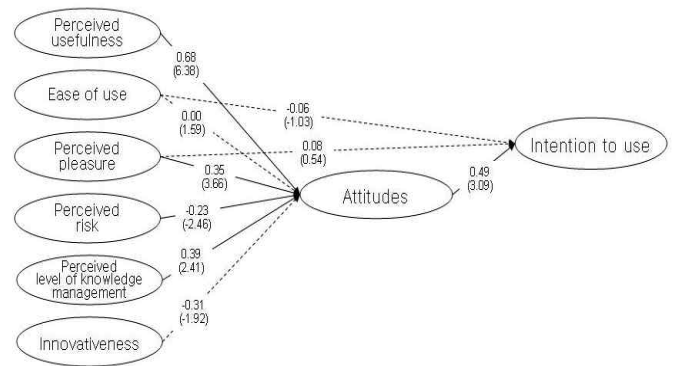 Perceived
usefulness
0.68
(6.38)
Ease of use
-0.06
(-1.03)
0.00
(1.59)
Perceived
pleasure
0.08
(0.54)
Intention to use
0.35
(3.66)
0.49
(3.09)
Attitudes
Perceived
risk
-0.23
(-2.46)
Perceived
level of knowledge
management
0.39
(2.41)
-0.31
(-1.92)
Innovativeness